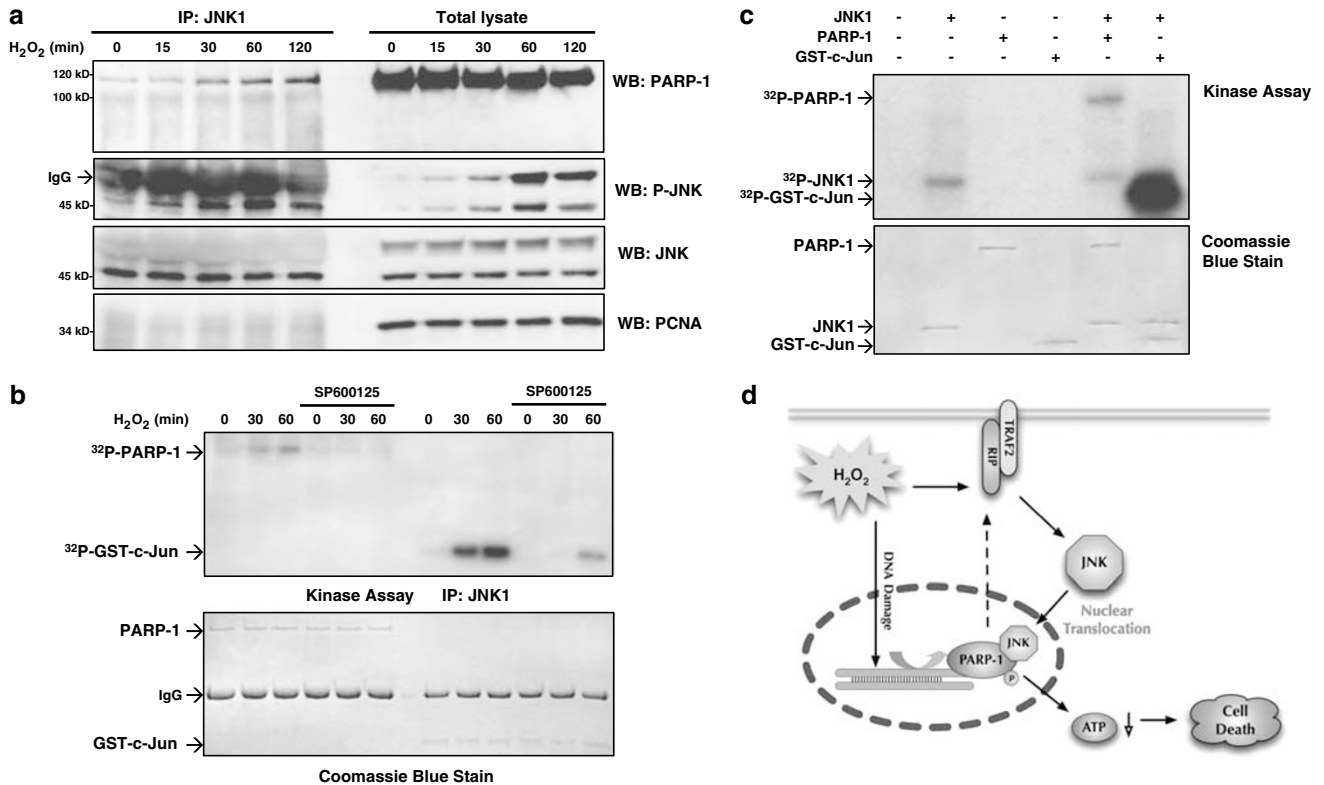 a
IP: JNK1 Total lysate
H₂O₂ (min) 0 15 30 60 120 0 15 30 60 120
120 kD
100 kD
WB: PARP-1
IgG
45 kD
WB: P-JNK
45 kD
WB: JNK
34 kD
WB: PCNA
b
SP600125 SP600125
H₂O₂ (min) 0 30 60 0 30 60 0 30 60 0 30 60
³²P-PARP-1
³²P-GST-c-Jun
Kinase Assay IP: JNK1
PARP-1
IgG
GST-c-Jun
Coomassie Blue Stain
c
JNK1 - + - - + +
PARP-1 - - + - + -
GST-c-Jun - - - + - +
³²P-PARP-1
Kinase Assay
³²P-JNK1
³²P-GST-c-Jun
PARP-1
Coomassie
Blue Stain
JNK1
GST-c-Jun
d
TRAF2
RIP
H₂O₂
JNK
DNA Damage
Nuclear
Translocation
JNK
PARP-1
P
ATP
Cell
Death